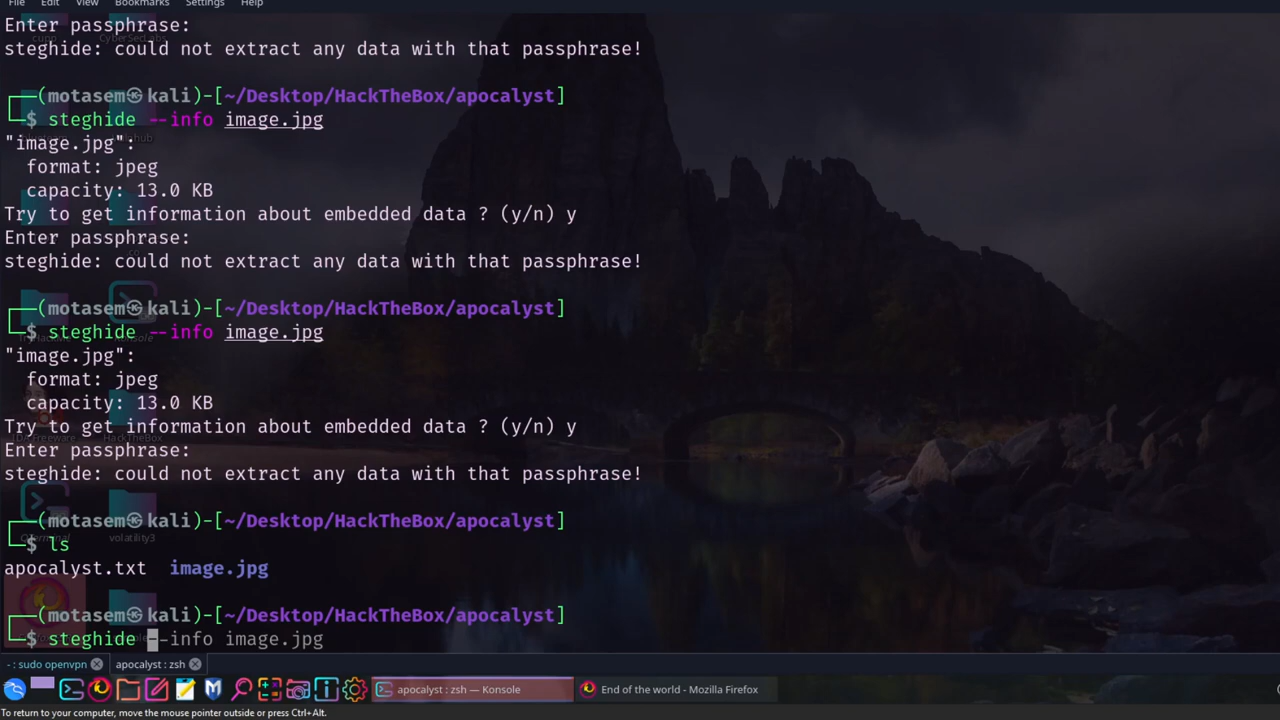 File Edit View Bookmarks Settings
Enter passphrase:
steghide: could not extract any data with that passphrase!
┌──(motasem㉿kali)-[~/Desktop/HackTheBox/apocalyst]
└─$ steghide --info image.jpg
"image.jpg":
format: jpeg
capacity: 13.0 KB
Try to get information about embedded data ? (y/n) y
Enter passphrase:
steghide: could not extract any data with that passphrase!
┌──(motasem㉿kali)-[~/Desktop/HackTheBox/apocalyst]
└─$ steghide --info image.jpg
"image.jpg":
format: jpeg
capacity: 13.0 KB
Try to get information about embedded data ? (y/n) y
Enter passphrase:
steghide: could not extract any data with that passphrase!
HackTheBox
┌──(motasem㉿kali)-[~/Desktop/HackTheBox/apocalyst]
└─$ ls
volatility3
apocalyst.txt image.jpg
┌──(motasem㉿kali)-[~/Desktop/HackTheBox/apocalyst]
└─$ steghide --info image.jpg
- : sudo openvpn apocalyst : zsh
apocalyst : zsh — Konsole End of the world - Mozilla Firefox
To return to your computer, move the mouse pointer outside or press Ctrl+Alt.